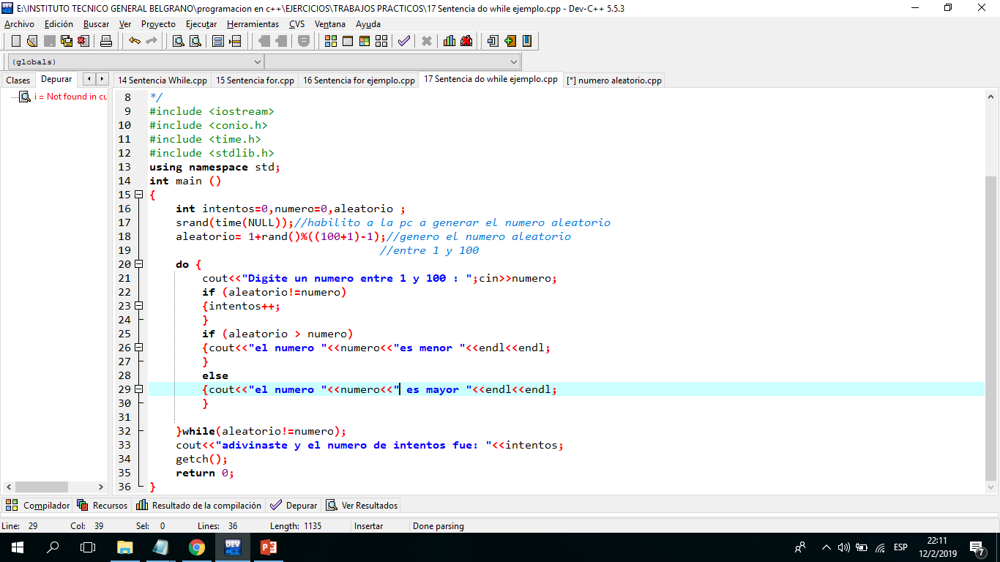 E:\INSTITUTO TECNICO GENERAL BELGRANO\programacion en c++\EJERCICIOS\TRABAJOS PRACTICOS\17 Sentencia do while ejemplo.cpp - Dev-C++ 5.5.3
Archivo Edición Buscar Ver Proyecto Ejecutar Herramientas CVS Ventana Ayuda
(globals)
Clases Depurar 14 Sentencia While.cpp 15 Sentencia for.cpp 16 Sentencia for ejemplo.cpp 17 Sentencia do while ejemplo.cpp [*] numero aleatorio.cpp
i = Not found in cu
8 */
9 #include <iostream>
10 #include <conio.h>
11 #include <time.h>
12 #include <stdlib.h>
13 using namespace std;
14 int main ()
15 {
16 int intentos=0,numero=0,aleatorio ;
17 srand(time(NULL));//habilito a la pc a generar el numero aleatorio
18 aleatorio= 1+rand()%((100+1)-1);//genero el numero aleatorio
19 //entre 1 y 100
20 do {
21 cout<<"Digite un numero entre 1 y 100 : ";cin>>numero;
22 if (aleatorio!=numero)
23 {intentos++;
24 }
25 if (aleatorio > numero)
26 {cout<<"el numero "<<numero<<"es menor "<<endl<<endl;
27 }
28 else
29 {cout<<"el numero "<<numero<<" es mayor "<<endl<<endl;
30 }
31
32 }while(aleatorio!=numero);
33 cout<<"adivinaste y el numero de intentos fue: "<<intentos;
34 getch();
35 return 0;
36 }
Compilador Recursos Resultado de la compilación Depurar Ver Resultados
Line: 29 Col: 39 Sel: 0 Lines: 36 Length: 1135 Insertar Done parsing
DEV
ESP
22:11
12/2/2019
7